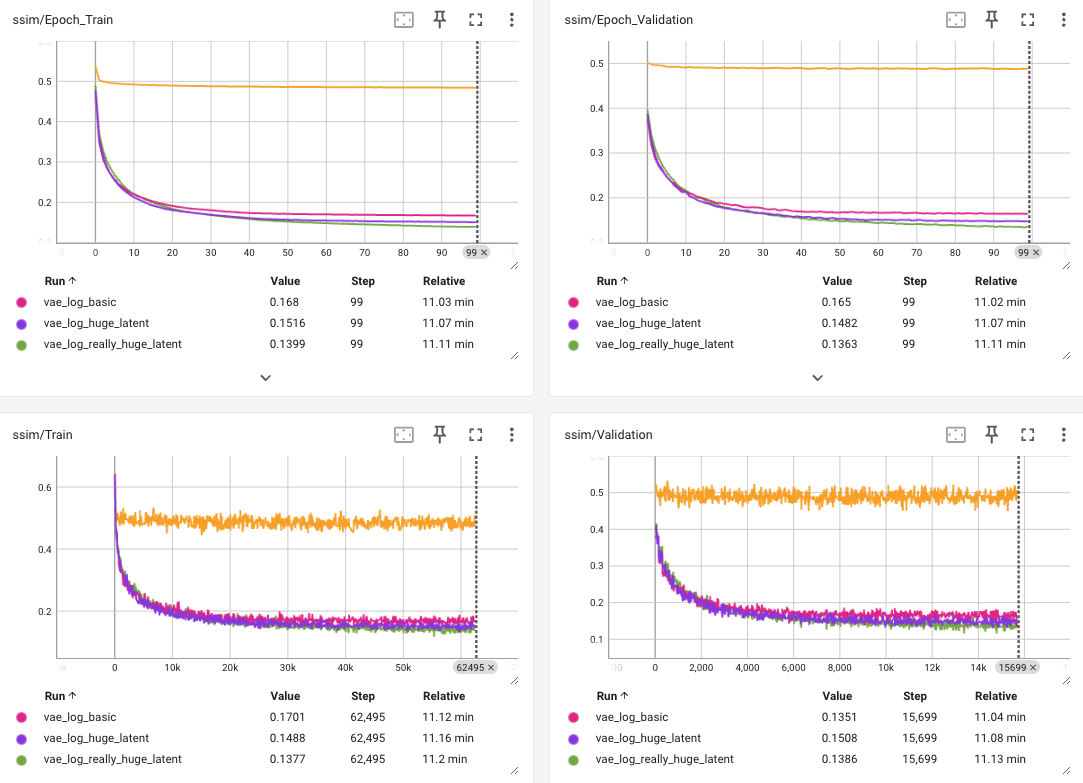 ssim/Epoch_Train
0.5
0.4
0.3
0.2
0 10 20 30 40 50 60 70 80 90 99 ×
Run ↑ Value Step Relative
vae_log_basic 0.168 99 11.03 min
vae_log_huge_latent 0.1516 99 11.07 min
vae_log_really_huge_latent 0.1399 99 11.11 min
ssim/Epoch_Validation
0.5
0.4
0.3
0.2
0 10 20 30 40 50 60 70 80 90 99 ×
Run ↑ Value Step Relative
vae_log_basic 0.165 99 11.02 min
vae_log_huge_latent 0.1482 99 11.07 min
vae_log_really_huge_latent 0.1363 99 11.11 min
ssim/Train
0.6
0.4
0.2
0 10k 20k 30k 40k 50k 62495 ×
Run ↑ Value Step Relative
vae_log_basic 0.1701 62,495 11.12 min
vae_log_huge_latent 0.1488 62,495 11.16 min
vae_log_really_huge_latent 0.1377 62,495 11.2 min
ssim/Validation
0.5
0.4
0.3
0.2
0.1
0 2,000 4,000 6,000 8,000 10k 12k 14k 15699 ×
Run ↑ Value Step Relative
vae_log_basic 0.1351 15,699 11.04 min
vae_log_huge_latent 0.1508 15,699 11.08 min
vae_log_really_huge_latent 0.1386 15,699 11.13 min